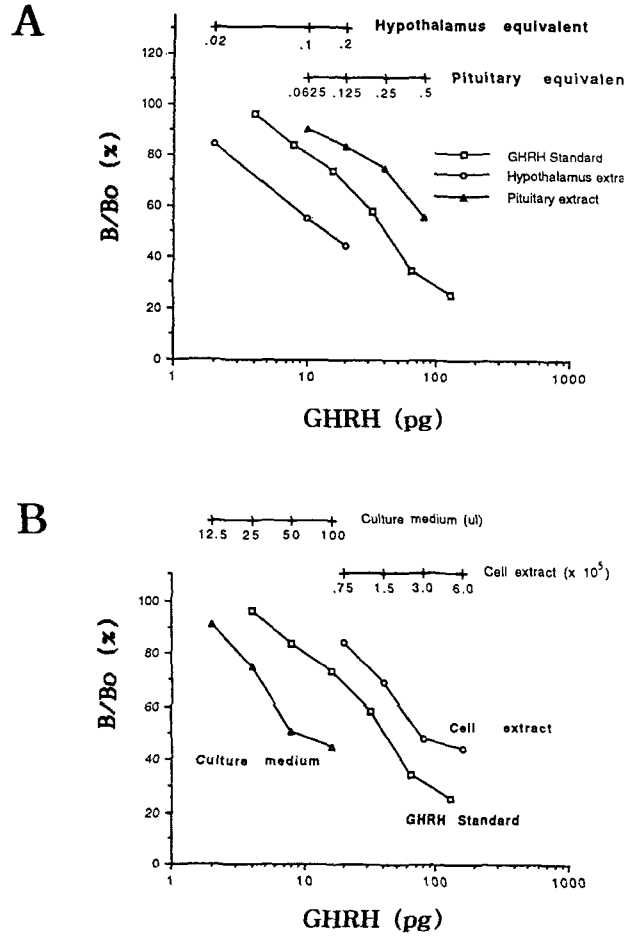 A
Hypothalamus equivalent
.02 .1 .2
Pituitary equivalen
.0625 .125 .25 .5
B/Bo (%)
120
100
80
60
40
20
0
GHRH Standard
Hypothalamus extra
Pituitary extract
1 10 100 1000
GHRH (pg)
B
Culture medium (ul)
12.5 25 50 100
Cell extract (x 10⁵)
.75 1.5 3.0 6.0
B/Bo (%)
100
80
60
40
20
0
Cell extract
Culture medium
GHRH Standard
1 10 100 1000
GHRH (pg)